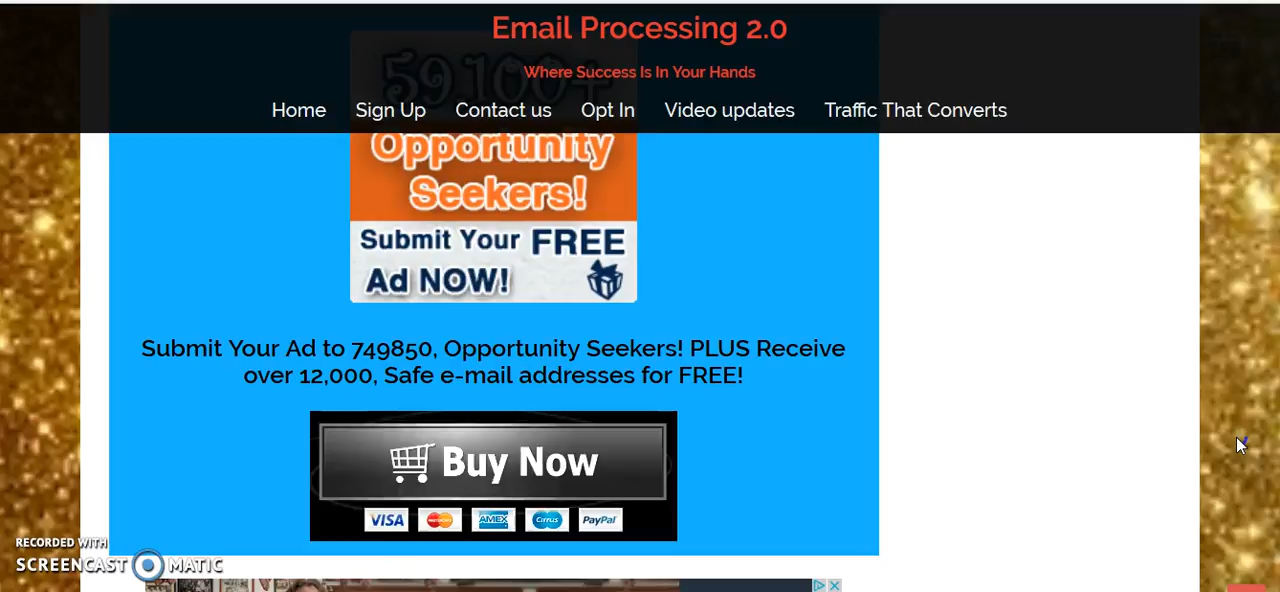 Email Processing 2.0
59100+
Where Success Is In Your Hands
Home Sign Up Contact us Opt In Video updates Traffic That Converts
Opportunity
Seekers!
Submit Your FREE
Ad NOW!
Submit Your Ad to 749850, Opportunity Seekers! PLUS Receive
over 12,000, Safe e-mail addresses for FREE!
Buy Now
VISA MasterCard AMEX Cirrus PayPal
RECORDED WITH
SCREENCAST MATIC